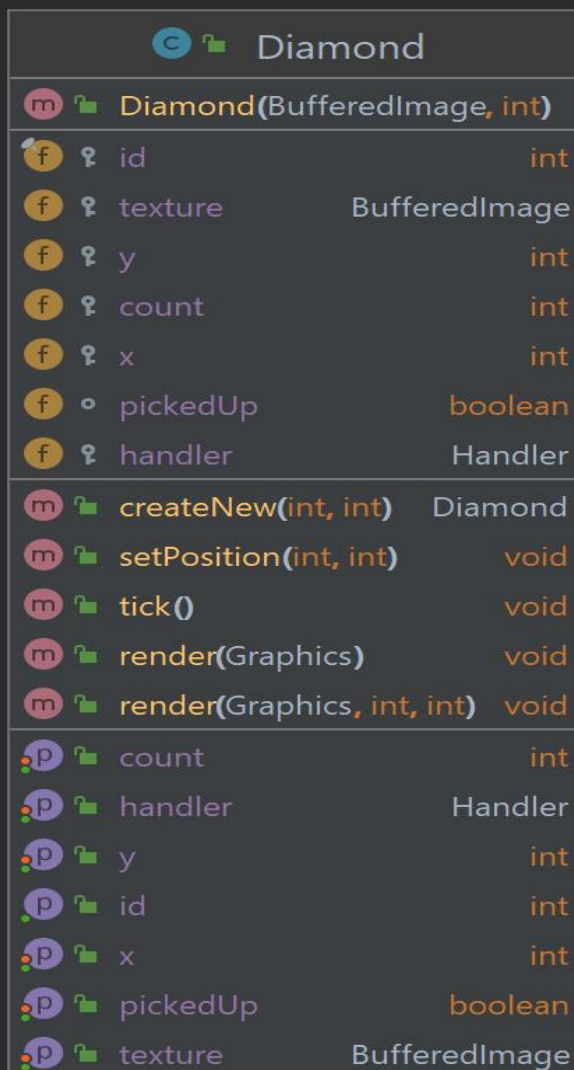 C Diamond
m Diamond(BufferedImage, int)
f id int
f texture BufferedImage
f y int
f count int
f x int
f pickedUp boolean
f handler Handler
m createNew(int, int) Diamond
m setPosition(int, int) void
m tick() void
m render(Graphics) void
m render(Graphics, int, int) void
p count int
p handler Handler
p y int
p id int
p x int
p pickedUp boolean
p texture BufferedImage